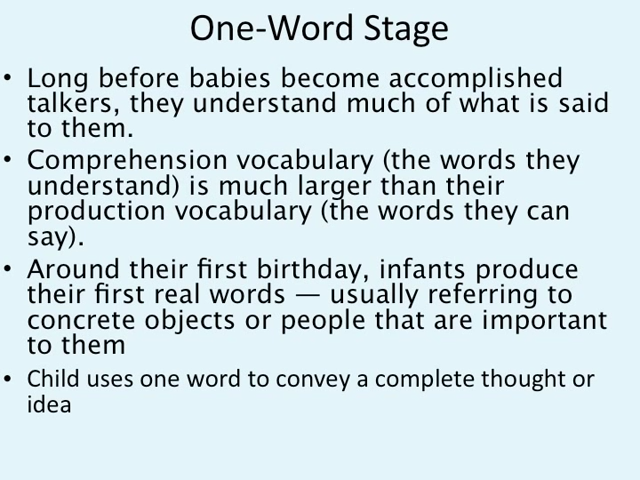 One-Word Stage
• Long before babies become accomplished
talkers, they understand much of what is said
to them.
• Comprehension vocabulary (the words they
understand) is much larger than their
production vocabulary (the words they can
say).
• Around their first birthday, infants produce
their first real words — usually referring to
concrete objects or people that are important
to them
• Child uses one word to convey a complete thought or
idea